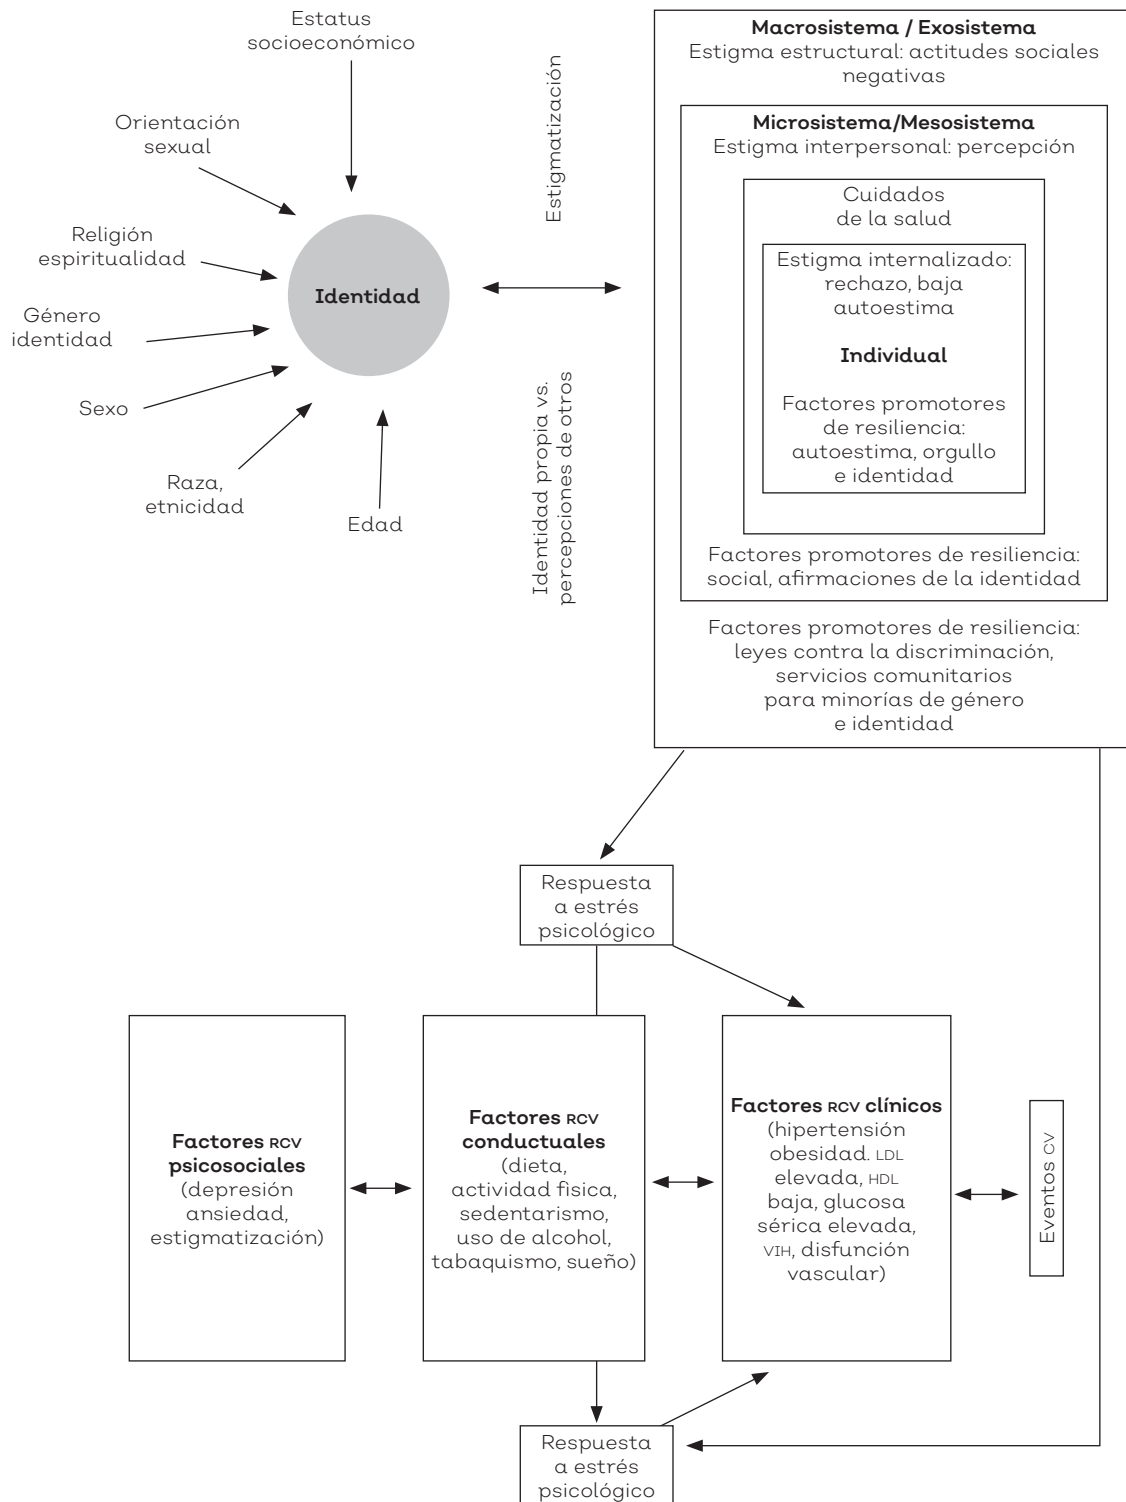 Estatus
socioeconómico
Orientación
sexual
Religión
espiritualidad
Género
identidad
Sexo
Raza,
etnicidad
Edad
Identidad
Estigmatización
Identidad propia vs.
percepciones de otros
Macrosistema / Exosistema
Estigma estructural: actitudes sociales
negativas
Microsistema/Mesosistema
Estigma interpersonal: percepción
Cuidados
de la salud
Estigma internalizado:
rechazo, baja
autoestima
Individual
Factores promotores
de resiliencia:
autoestima, orgullo
e identidad
Factores promotores de resiliencia:
social, afirmaciones de la identidad
Factores promotores de resiliencia:
leyes contra la discriminación,
servicios comunitarios
para minorías de género
e identidad
Respuesta
a estrés
psicológico
Factores RCV
psicosociales
(depresión
ansiedad,
estigmatización)
Factores RCV
conductuales
(dieta,
actividad física,
sedentarismo,
uso de alcohol,
tabaquismo, sueño)
Factores RCV clínicos
(hipertensión
obesidad. LDL
elevada, HDL
baja, glucosa
sérica elevada,
VIH, disfunción
vascular)
Eventos CV
Respuesta
a estrés
psicológico